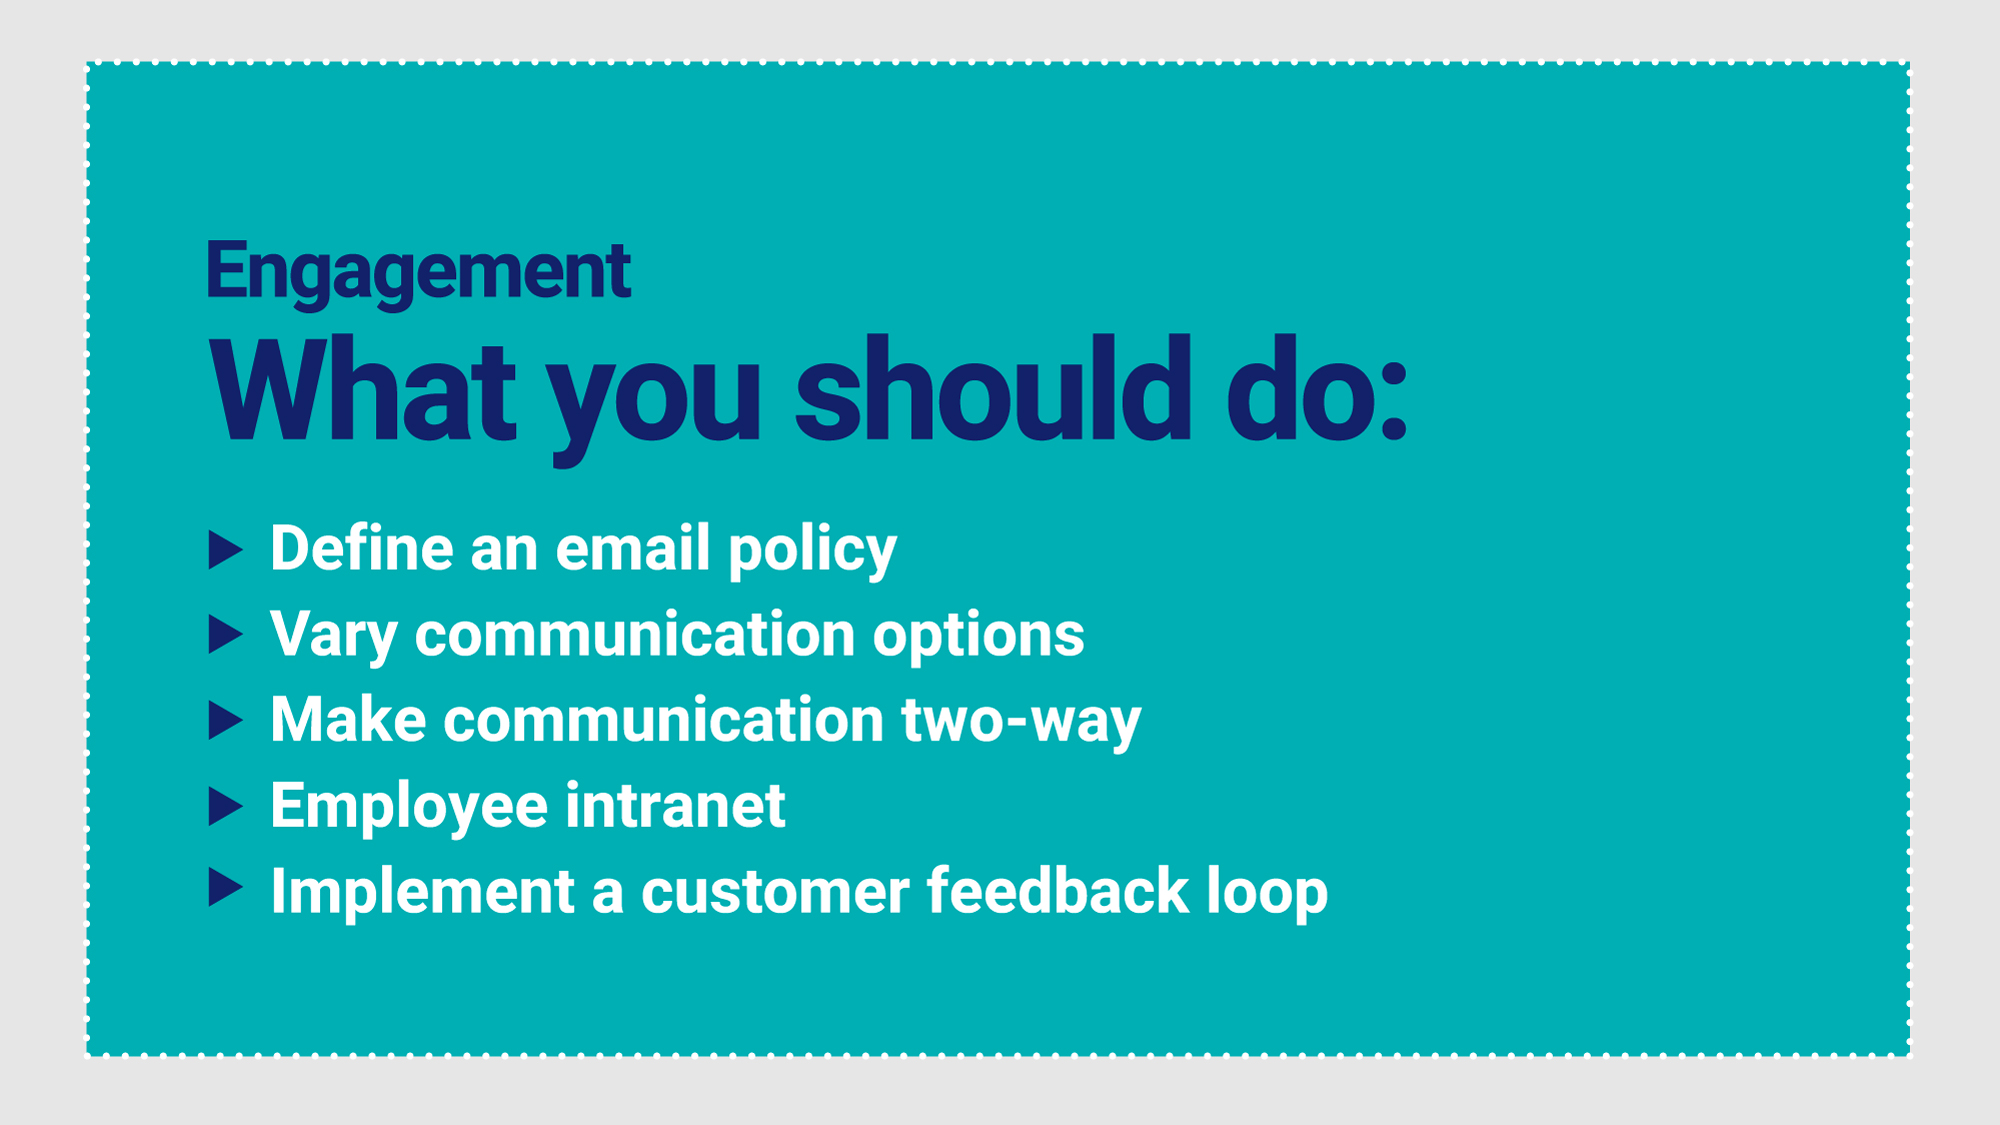 Engagement
What you should do:
Define an email policy
Vary communication options
Make communication two-way
Employee intranet
Implement a customer feedback loop